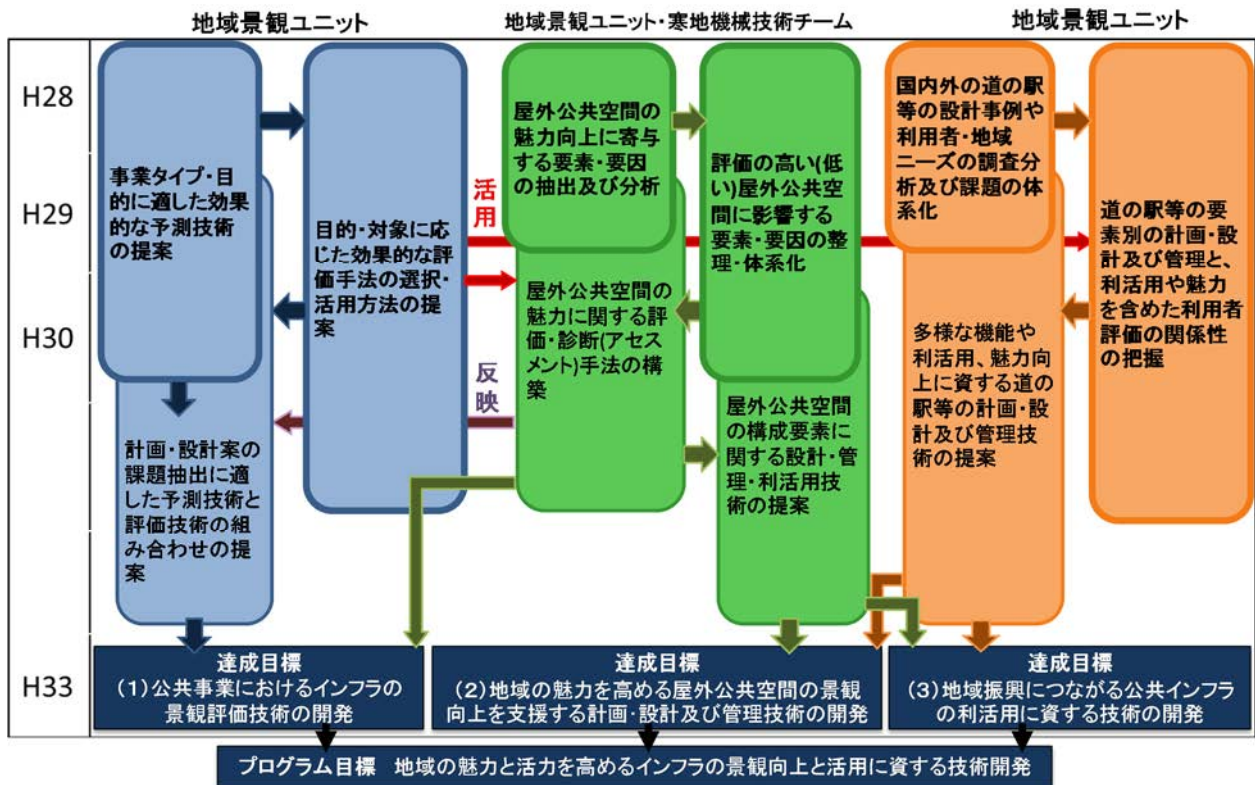 地域景観ユニット
地域景観ユニット・寒地機械技術チーム
地域景観ユニット
H28
H29
H30
H33
事業タイプ・目
的に適した効果
的な予測技術
の提案
目的・対象に応
じた効果的な評
価手法の選択・
活用方法の提
案
計画・設計案の
課題抽出に適
した予測技術と
評価技術の組
み合わせの提
案
活
用
反
映
屋外公共空間の
魅力向上に寄与
する要素・要因
の抽出及び分析
評価の高い(低
い)屋外公共空
間に影響する
要素・要因の整
理・体系化
屋外公共空間の
魅力に関する評
価・診断(アセス
メント)手法の構
築
屋外公共空間
の構成要素に
関する設計・管
理・利活用技
術の提案
国内外の道の駅
等の設計事例や
利用者・地域
ニーズの調査分
析及び課題の体
系化
道の駅等の要
素別の計画・設
計及び管理と、
利活用や魅力
を含めた利用者
評価の関係性
の把握
多様な機能や
利活用、魅力向
上に資する道の
駅等の計画・設
計及び管理技
術の提案
達成目標
(1)公共事業におけるインフラの
景観評価技術の開発
達成目標
(2)地域の魅力を高める屋外公共空間の景観
向上を支援する計画・設計及び管理技術の開発
達成目標
(3)地域振興につながる公共インフラ
の利活用に資する技術の開発
プログラム目標 地域の魅力と活力を高めるインフラの景観向上と活用に資する技術開発